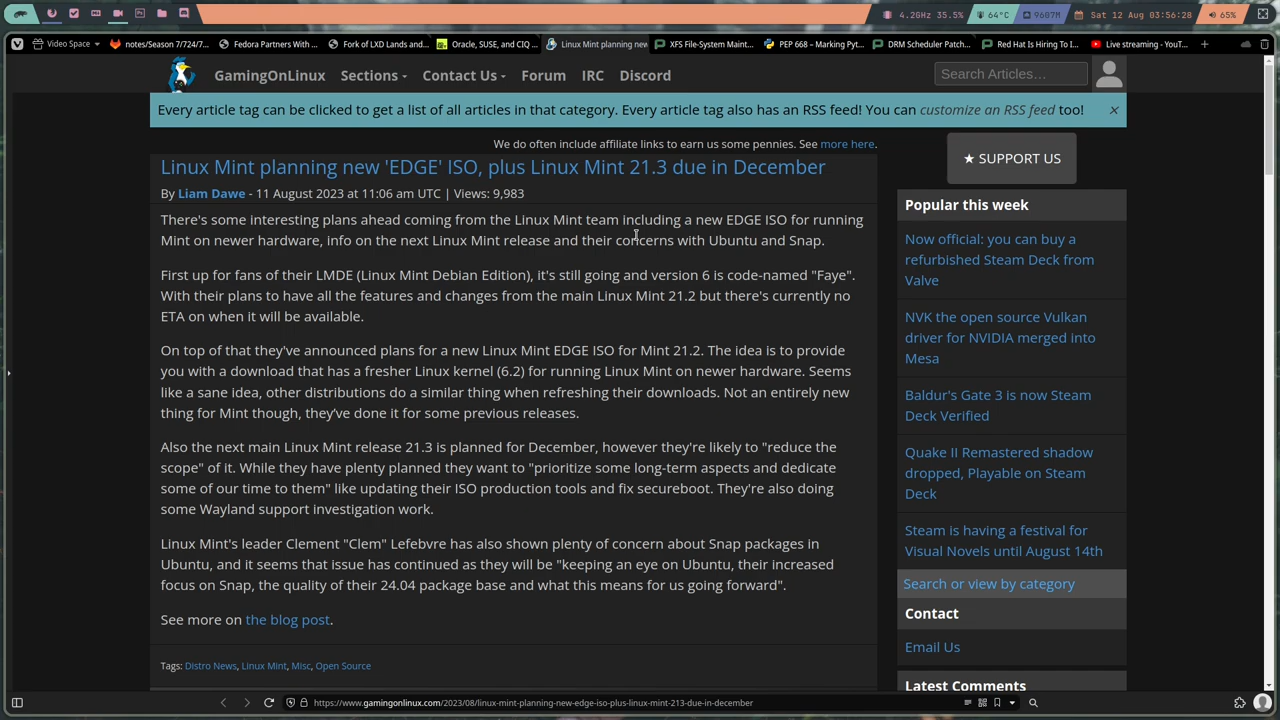 4.2GHz 35.5%
64°C
9607M
Sat 12 Aug 03:56:28
65%
Video Space
notes/Season 7/724/7...
Fedora Partners With ...
Fork of LXD Lands and...
Oracle, SUSE, and CIQ ...
Linux Mint planning new
XFS File-System Maint...
PEP 668 – Marking Pyt...
DRM Scheduler Patch...
Red Hat Is Hiring To I...
Live streaming - YouT...
GamingOnLinux
Sections
Contact Us
Forum
IRC
Discord
Search Articles…
Every article tag can be clicked to get a list of all articles in that category. Every article tag also has an RSS feed! You can customize an RSS feed too!
We do often include affiliate links to earn us some pennies. See more here.
Linux Mint planning new 'EDGE' ISO, plus Linux Mint 21.3 due in December
By Liam Dawe - 11 August 2023 at 11:06 am UTC | Views: 9,983
There's some interesting plans ahead coming from the Linux Mint team including a new EDGE ISO for running
Mint on newer hardware, info on the next Linux Mint release and their concerns with Ubuntu and Snap.
First up for fans of their LMDE (Linux Mint Debian Edition), it's still going and version 6 is code-named "Faye".
With their plans to have all the features and changes from the main Linux Mint 21.2 but there's currently no
ETA on when it will be available.
On top of that they've announced plans for a new Linux Mint EDGE ISO for Mint 21.2. The idea is to provide
you with a download that has a fresher Linux kernel (6.2) for running Linux Mint on newer hardware. Seems
like a sane idea, other distributions do a similar thing when refreshing their downloads. Not an entirely new
thing for Mint though, they've done it for some previous releases.
Also the next main Linux Mint release 21.3 is planned for December, however they're likely to "reduce the
scope" of it. While they have plenty planned they want to "prioritize some long-term aspects and dedicate
some of our time to them" like updating their ISO production tools and fix secureboot. They're also doing
some Wayland support investigation work.
Linux Mint's leader Clement "Clem" Lefebvre has also shown plenty of concern about Snap packages in
Ubuntu, and it seems that issue has continued as they will be "keeping an eye on Ubuntu, their increased
focus on Snap, the quality of their 24.04 package base and what this means for us going forward".
See more on the blog post.
Tags: Distro News, Linux Mint, Misc, Open Source
★ SUPPORT US
Popular this week
Now official: you can buy a
refurbished Steam Deck from
Valve
NVK the open source Vulkan
driver for NVIDIA merged into
Mesa
Baldur's Gate 3 is now Steam
Deck Verified
Quake II Remastered shadow
dropped, Playable on Steam
Deck
Steam is having a festival for
Visual Novels until August 14th
Search or view by category
Contact
Email Us
Latest Comments
https://www.gamingonlinux.com/2023/08/linux-mint-planning-new-edge-iso-plus-linux-mint-213-due-in-december